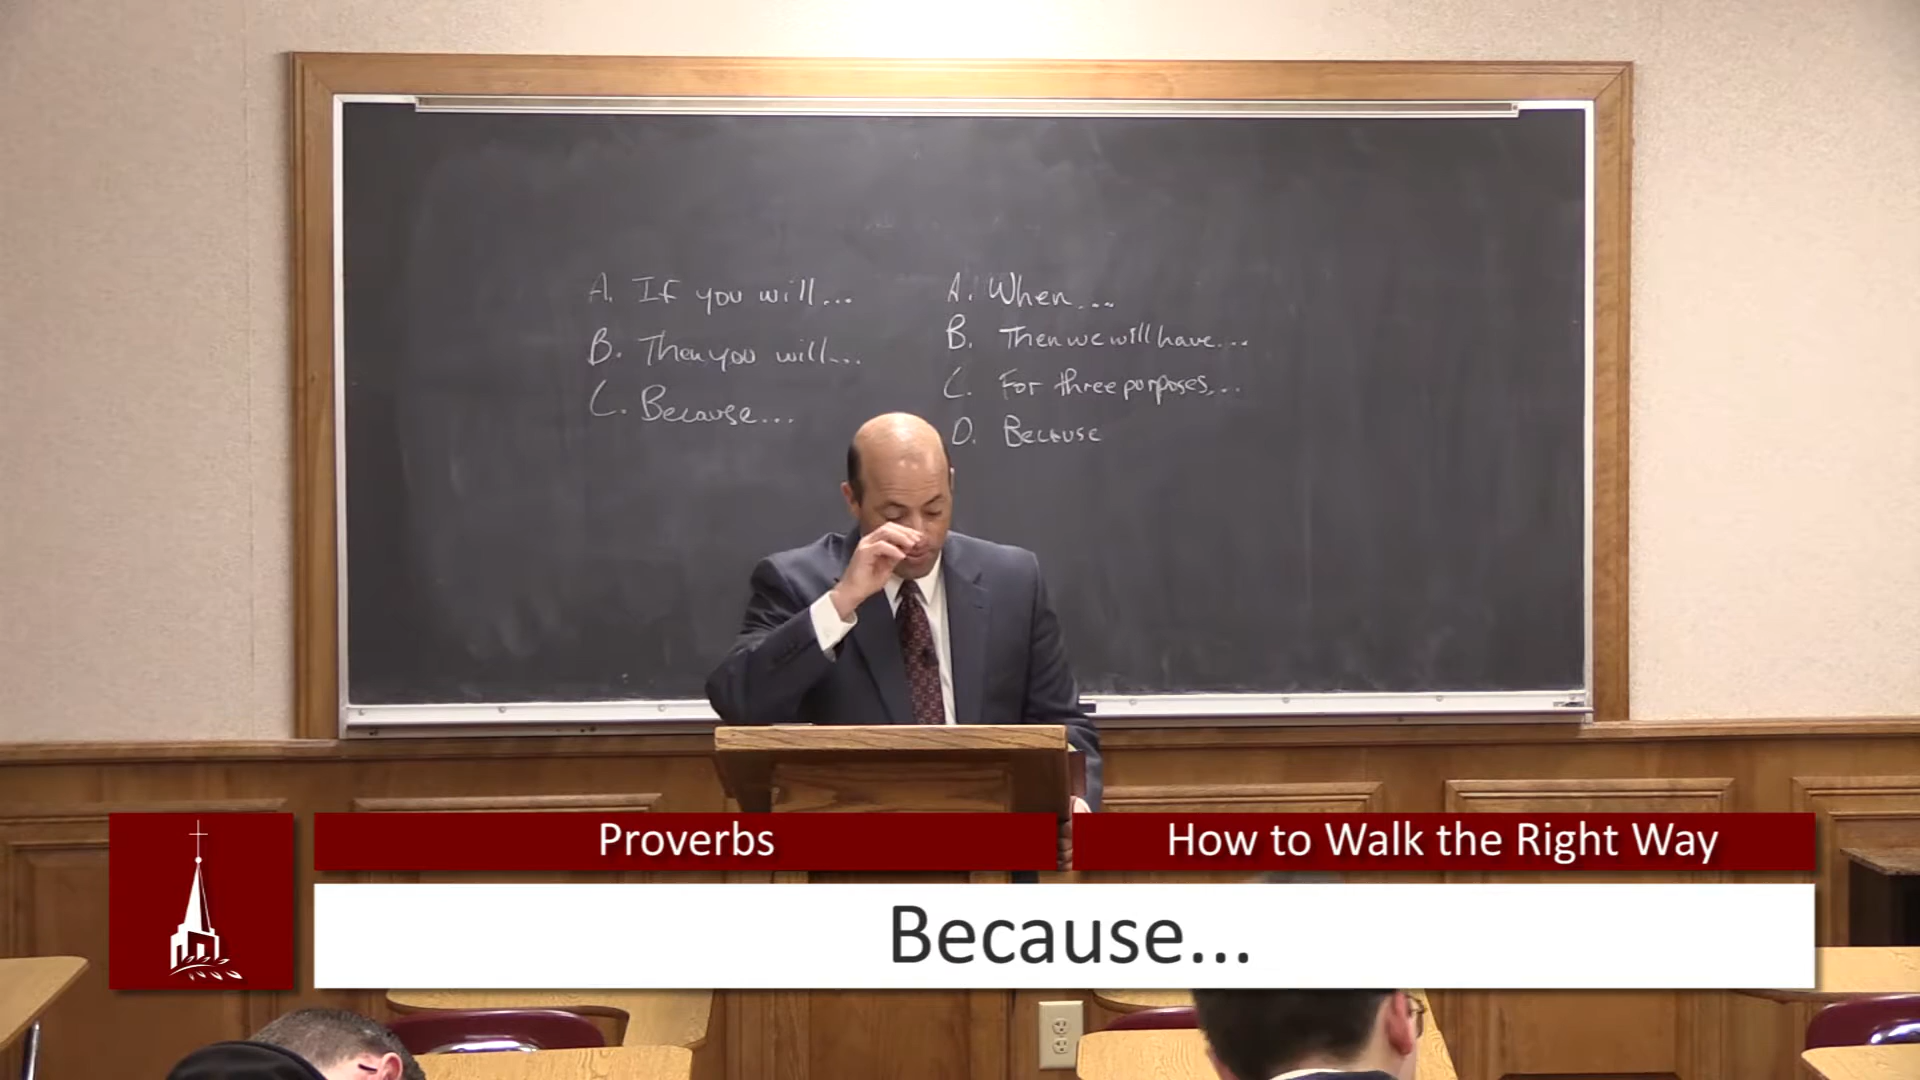 A. If you will...
B. Then you will...
C. Because...
A. When...
B. Then we will have...
C. For three purposes...
D. Because
Proverbs
How to Walk the Right Way
Because...